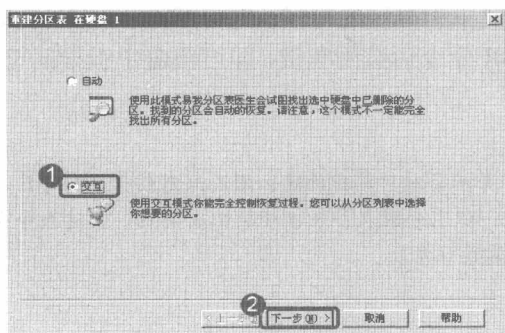 重建分区表 在硬盘 1
自动
使用此模式易我分区表医生会试图找出选中硬盘中已删除的分
区。找到的分区会自动的恢复。请注意，这个模式不一定能完全
找出所有分区。
1
交互
使用交互模式你能完全控制恢复过程。您可以从分区列表中选择
你想要的分区。
2
< 上一步 下一步(N) > 取消 帮助